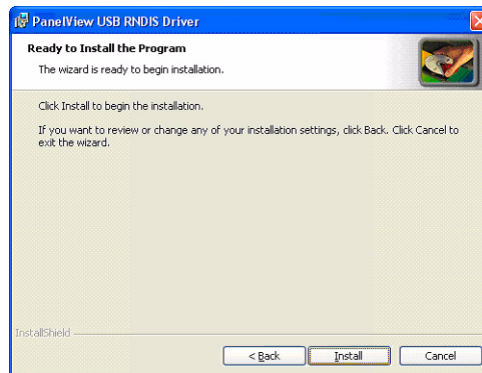 PanelView USB RNDIS Driver
Ready to Install the Program
The wizard is ready to begin installation.
Click Install to begin the installation.
If you want to review or change any of your installation settings, click Back. Click Cancel to
exit the wizard.
InstallShield
< Back Install Cancel